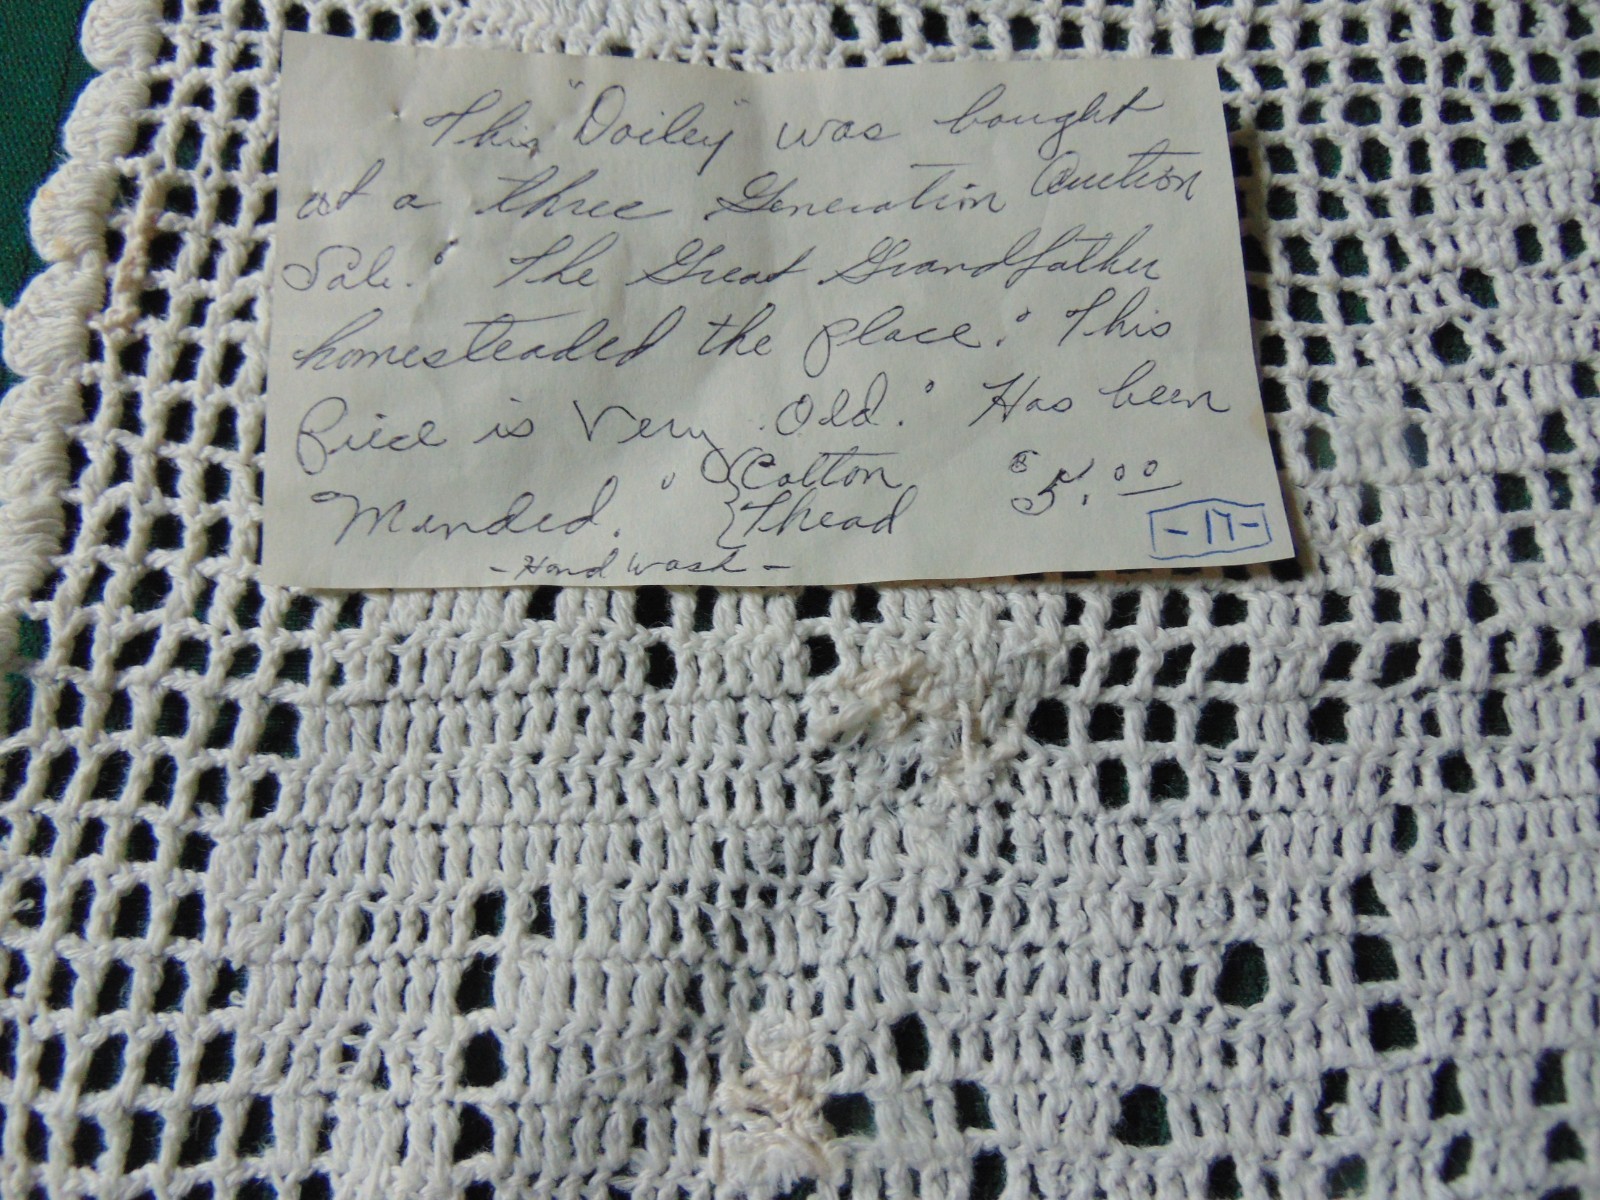 This "Doiley" was bought
at a three Generation Auction
Sale. The Great Grandfather
homesteaded the place. This
piece is Very Old. Has been
Mended. { Cotton $5.00
{ Thead
- Hand Wash - -17-